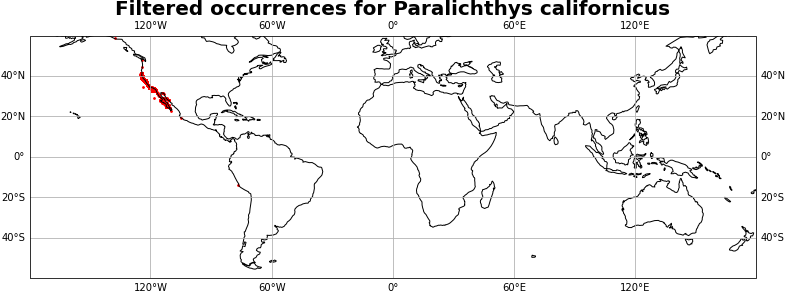 Filtered occurrences for Paralichthys californicus
120°W 60°W 0° 60°E 120°E
40°N 40°N
20°N 20°N
0° 0°
20°S 20°S
40°S 40°S
120°W 60°W 0° 60°E 120°E